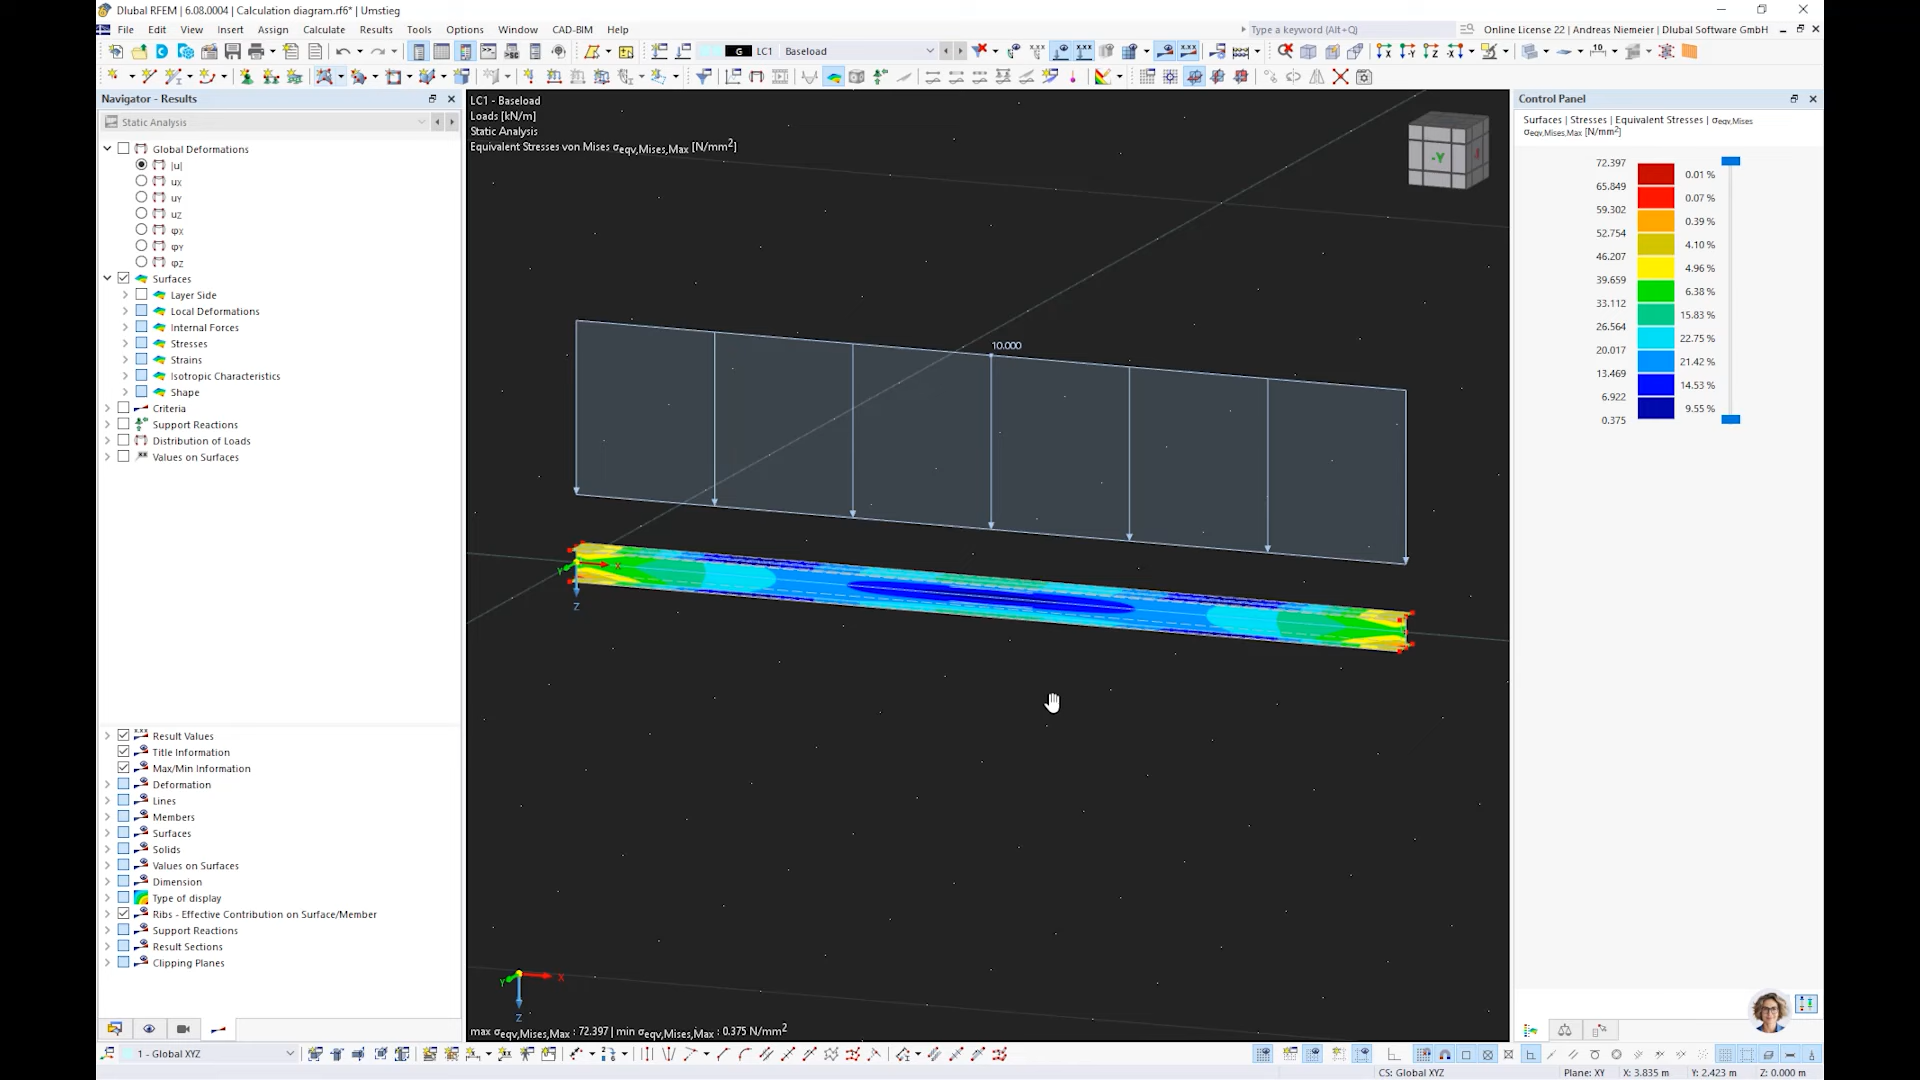 Dlubal RFEM | 6.08.0004 | Calculation diagram.rf6* | Umstieg
File Edit View Insert Assign Calculate Results Tools Options Window CAD-BIM Help
Type a keyword (Alt+Q)
Online License 22 | Andreas Niemeier | Dlubal Software GmbH
G LC1 Baseload
Navigator - Results
Static Analysis
Global Deformations
|u|
uX
uY
uZ
φX
φY
φZ
Surfaces
Layer Side
Local Deformations
Internal Forces
Stresses
Strains
Isotropic Characteristics
Shape
Criteria
Support Reactions
Distribution of Loads
Values on Surfaces
Result Values
Title Information
Max/Min Information
Deformation
Lines
Members
Surfaces
Solids
Values on Surfaces
Dimension
Type of display
Ribs - Effective Contribution on Surface/Member
Support Reactions
Result Sections
Clipping Planes
LC1 - Baseload
Loads [kN/m]
Static Analysis
Equivalent Stresses von Mises σeqv,Mises,Max [N/mm²]
-Y
10.000
X
Y
Z
X
Y
Z
max σeqv,Mises,Max : 72.397 | min σeqv,Mises,Max : 0.375 N/mm²
Control Panel
Surfaces | Stresses | Equivalent Stresses | σeqv,Mises
σeqv,Mises,Max [N/mm²]
72.397
0.01 %
65.849
0.07 %
59.302
0.39 %
52.754
4.10 %
46.207
4.96 %
39.659
6.38 %
33.112
15.83 %
26.564
22.75 %
20.017
21.42 %
13.469
14.53 %
6.922
9.55 %
0.375
1 - Global XYZ
CS: Global XYZ
Plane: XY
X: 3.835 m
Y: 2.423 m
Z: 0.000 m